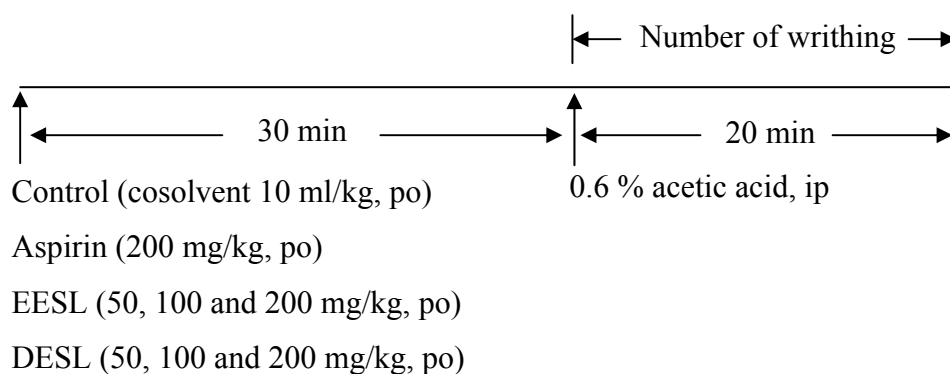 Number of writhing
30 min
20 min
Control (cosolvent 10 ml/kg, po)
0.6 % acetic acid, ip
Aspirin (200 mg/kg, po)
EESL (50, 100 and 200 mg/kg, po)
DESL (50, 100 and 200 mg/kg, po)